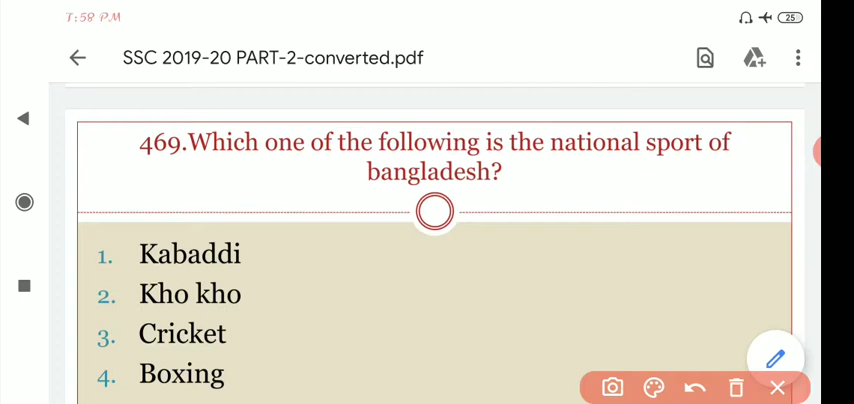 7:58 PM
25
SSC 2019-20 PART-2-converted.pdf
469.Which one of the following is the national sport of
bangladesh?
1. Kabaddi
2. Kho kho
3. Cricket
4. Boxing